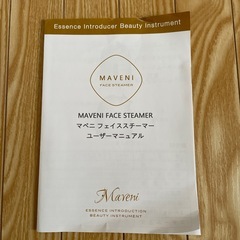 Essence Introducer Beauty Instrument
MAVENI
FACE STEAMER
MAVENI FACE STEAMER
マベニ フェイススチーマー
ユーザーマニュアル
Maveni
ESSENCE INTRODUCTION
BEAUTY INSTRUMENT